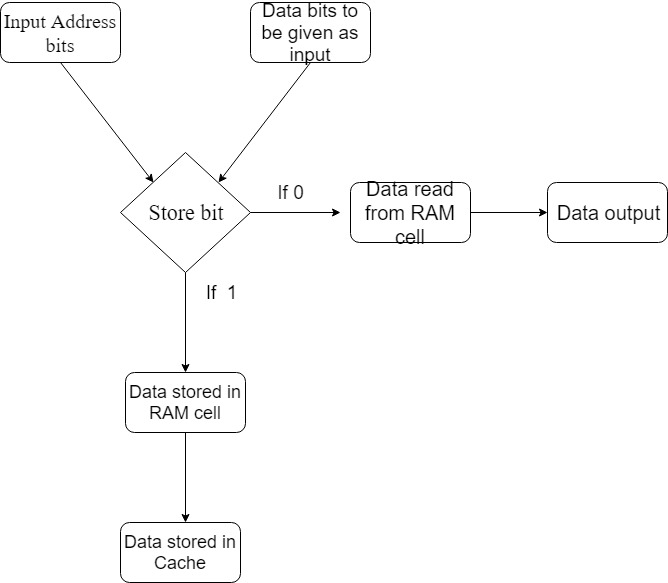 Input Address
bits
Data bits to
be given as
input
Store bit
If 0
Data read
from RAM
cell
Data output
If  1
Data stored in
RAM cell
Data stored in
Cache